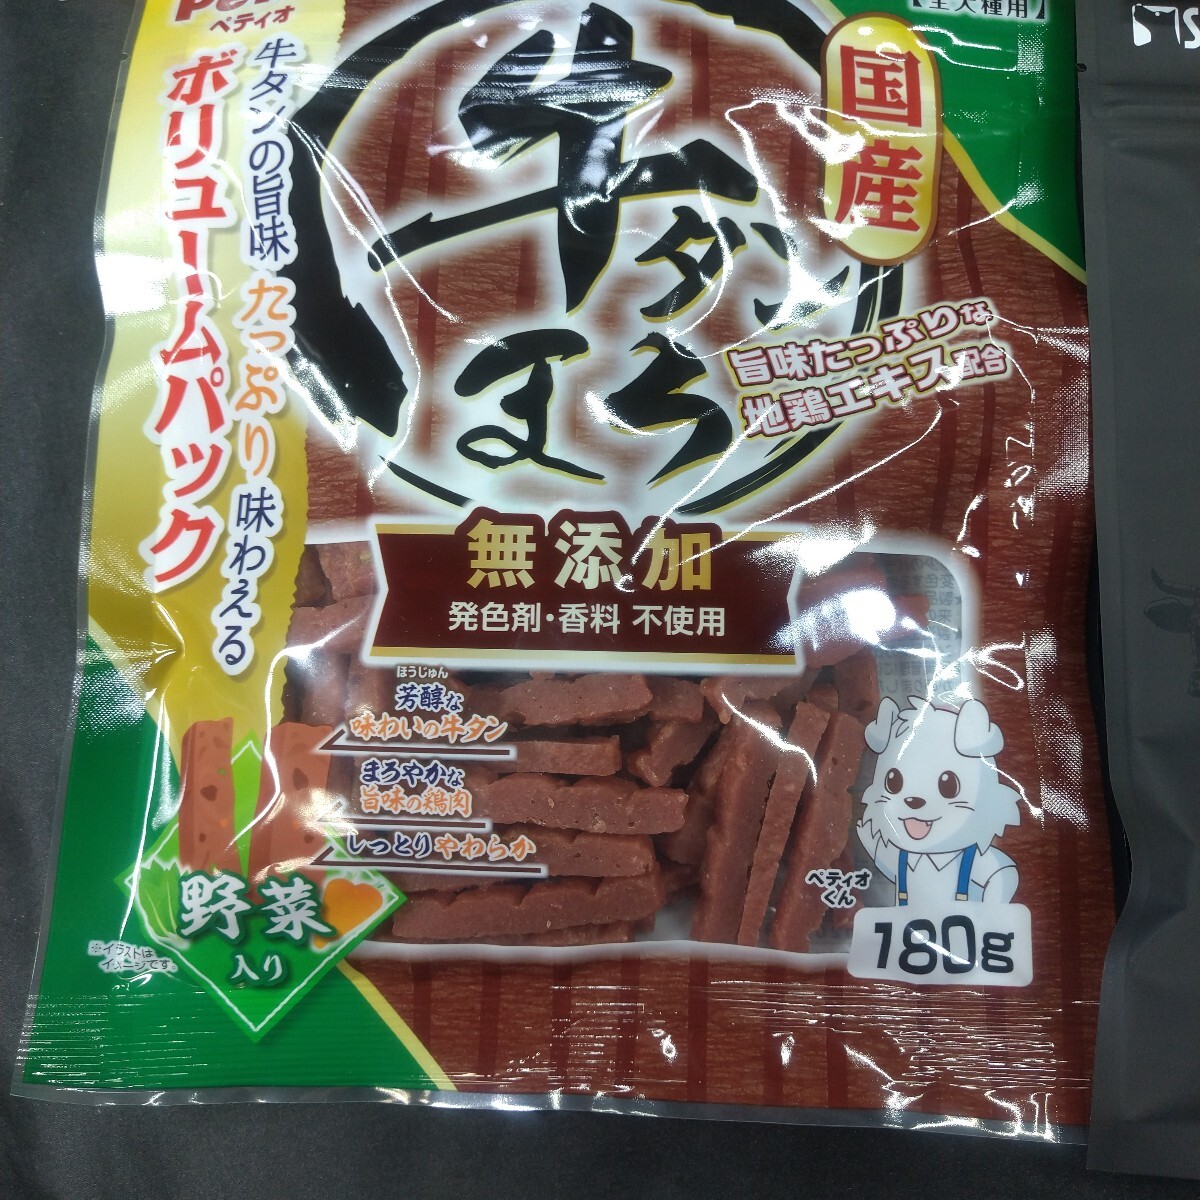 ペティオ
【全犬種用】
国産
牛タン
ほろ
牛タンの旨味たっぷり味わえる
ボリュームパック
旨味たっぷりな
地鶏エキス配合
無添加
発色剤・香料 不使用
ほうじゅん
芳醇な
味わいの牛タン
まろやかな
旨味の鶏肉
しっとりやわらか
野菜
入り
※イラストは
イメージです。
ペティオ
くん
180g